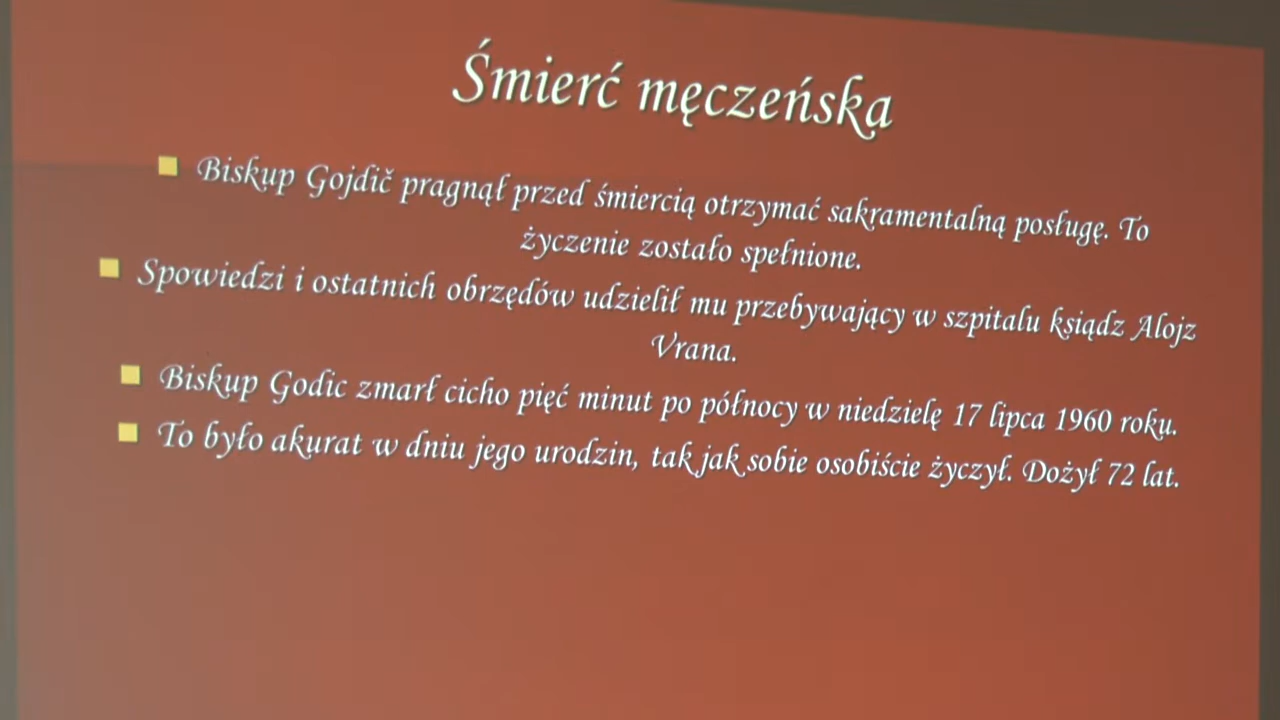 Śmierć męczeńska
Biskup Gojdič pragnął przed śmiercią otrzymać sakramentalną posługę. To
życzenie zostało spełnione.
Spowiedzi i ostatnich obrzędów udzielił mu przebywający w szpitalu ksiądz Alojz
Vrana.
Biskup Godic zmarł cicho pięć minut po północy w niedzielę 17 lipca 1960 roku.
To było akurat w dniu jego urodzin, tak jak sobie osobiście życzył. Dożył 72 lat.